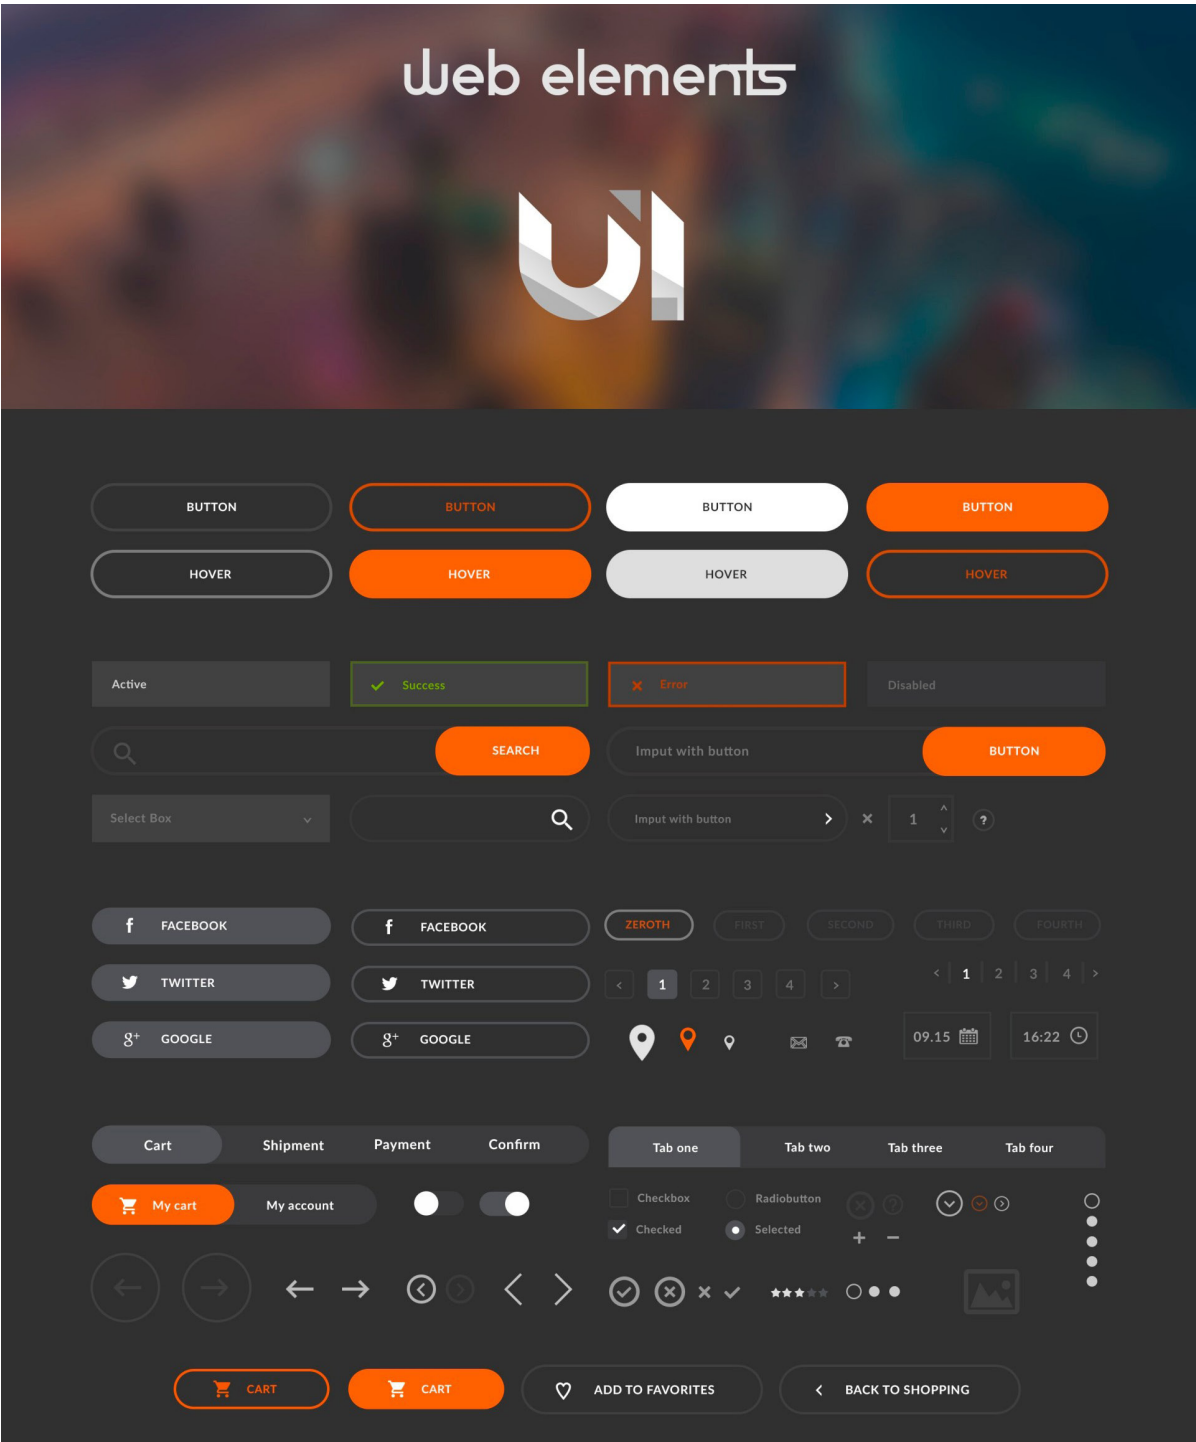 web elements
UI
BUTTON BUTTON BUTTON BUTTON
HOVER HOVER HOVER HOVER
Active Success Error Disabled
SEARCH Imput with button BUTTON
Select Box Imput with button 1 ?
FACEBOOK FACEBOOK ZEROTH FIRST SECOND THIRD FOURTH
TWITTER TWITTER < 1 2 3 4 > < 1 2 3 4 >
g+ GOOGLE g+ GOOGLE 09.15 16:22
Cart Shipment Payment Confirm Tab one Tab two Tab three Tab four
My cart My account Checkbox Radiobutton ?
Checked Selected + −
CART CART ADD TO FAVORITES < BACK TO SHOPPING